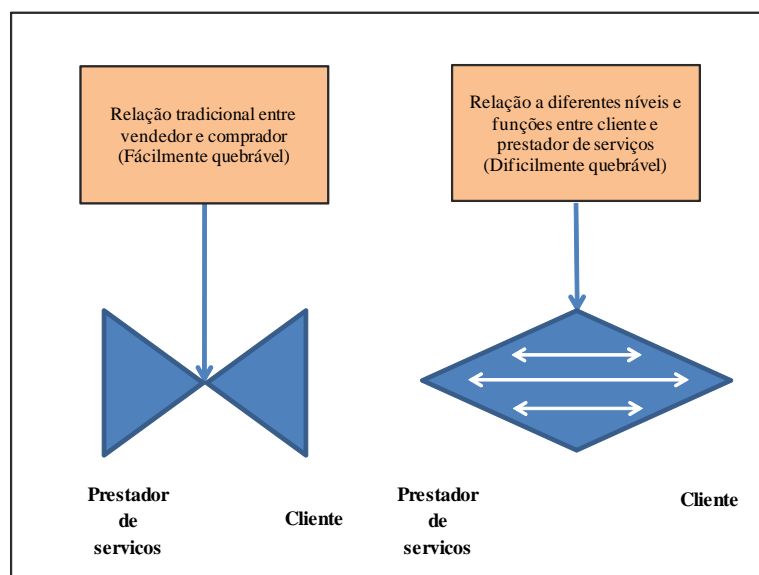 Relação tradicional entre
vendedor e comprador
(Fácilmente quebrável)
Relação a diferentes níveis e
funções entre cliente e
prestador de serviços
(Dificilmente quebrável)
Prestador
de
servicos
Cliente
Prestador
de
servicos
Cliente